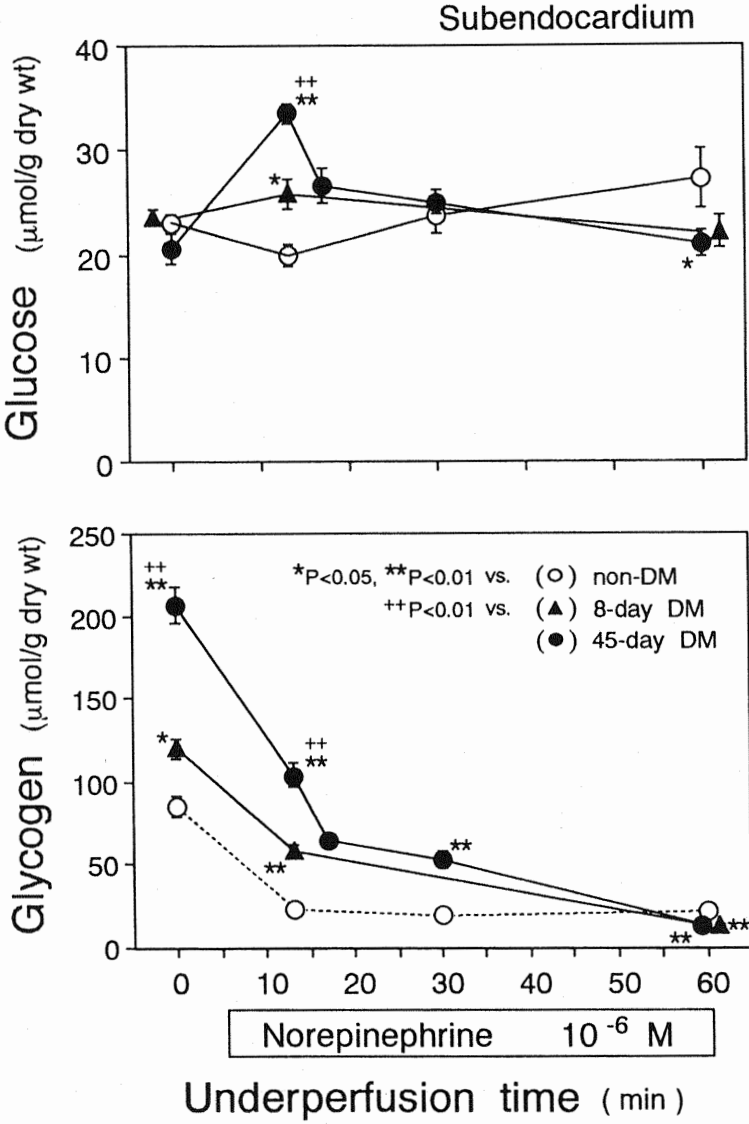 Subendocardium
Glucose (μmol/g dry wt)
40
30
20
10
0
++
**
*
*
Glycogen (μmol/g dry wt)
250
200
150
100
50
0
++
**
*P<0.05, **P<0.01 vs. (○) non-DM
++P<0.01 vs. (▲) 8-day DM
(●) 45-day DM
*
++
**
**
**
**
**
0 10 20 30 40 50 60
Norepinephrine 10-6 M
Underperfusion time (min)